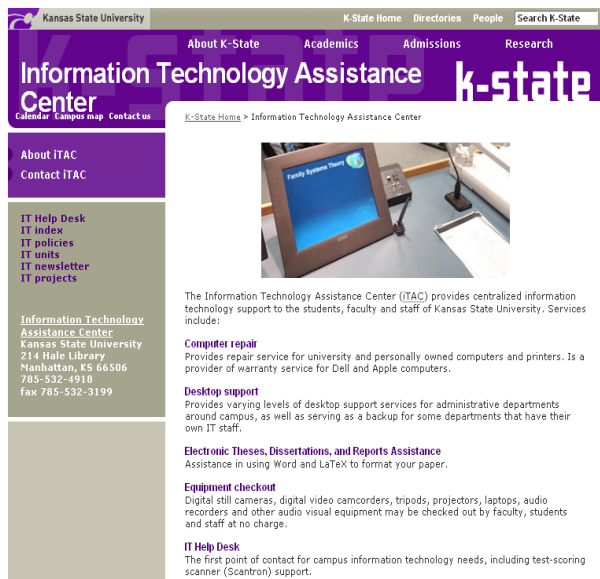 Kansas State University
K-State Home Directories People Search K-State
About K-State Academics Admissions Research
Information Technology Assistance
Center
k-state
Calendar Campus map Contact us
K-State Home > Information Technology Assistance Center
About iTAC
Contact iTAC
IT Help Desk
IT index
IT policies
IT units
IT newsletter
IT projects
Information Technology
Assistance Center
Kansas State University
214 Hale Library
Manhattan, KS 66506
785-532-4918
fax 785-532-3199
Family Systems Theory
The Information Technology Assistance Center (iTAC) provides centralized information
technology support to the students, faculty and staff of Kansas State University. Services
include:
Computer repair
Provides repair service for university and personally owned computers and printers. Is a
provider of warranty service for Dell and Apple computers.
Desktop support
Provides varying levels of desktop support services for administrative departments
around campus, as well as serving as a backup for some departments that have their
own IT staff.
Electronic Theses, Dissertations, and Reports Assistance
Assistance in using Word and LaTeX to format your paper.
Equipment checkout
Digital still cameras, digital video camcorders, tripods, projectors, laptops, audio
recorders and other audio visual equipment may be checked out by faculty, students
and staff at no charge.
IT Help Desk
The first point of contact for campus information technology needs, including test-scoring
scanner (Scantron) support.